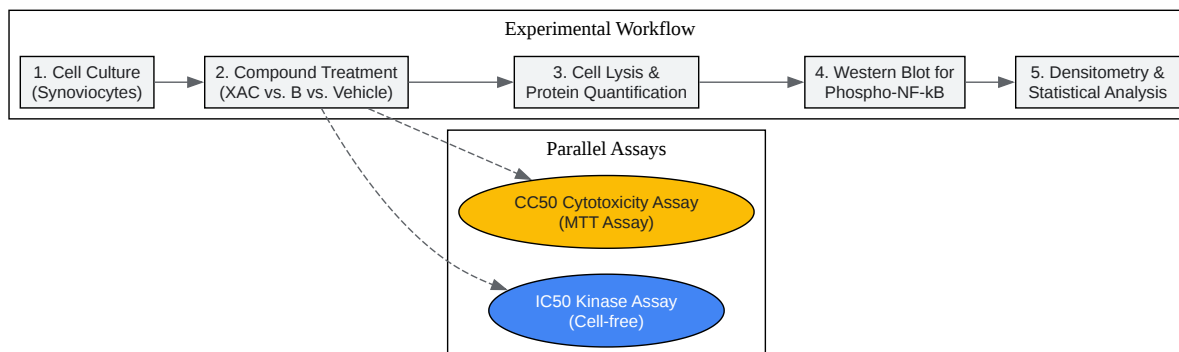 Experimental Workflow
1. Cell Culture
(Synoviocytes)
2. Compound Treatment
(XAC vs. B vs. Vehicle)
3. Cell Lysis &
Protein Quantification
4. Western Blot for
Phospho-NF-kB
5. Densitometry &
Statistical Analysis
Parallel Assays
CC50 Cytotoxicity Assay
(MTT Assay)
IC50 Kinase Assay
(Cell-free)